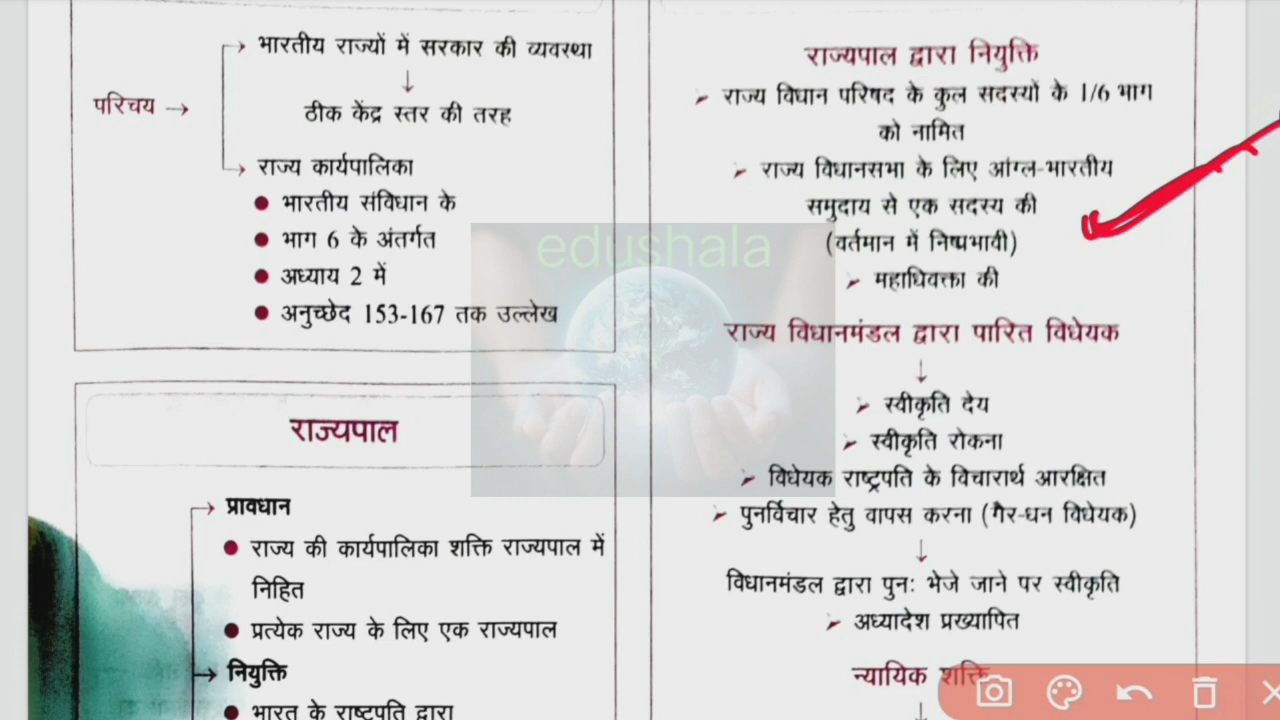 भारतीय राज्यों में सरकार की व्यवस्था
↓
परिचय →
ठीक केंद्र स्तर की तरह
राज्य कार्यपालिका
● भारतीय संविधान के
● भाग 6 के अंतर्गत
● अध्याय 2 में
● अनुच्छेद 153-167 तक उल्लेख
राज्यपाल
प्रावधान
● राज्य की कार्यपालिका शक्ति राज्यपाल में
निहित
● प्रत्येक राज्य के लिए एक राज्यपाल
नियुक्ति
● भारत के राष्ट्रपति द्वारा
राज्यपाल द्वारा नियुक्ति
➢ राज्य विधान परिषद के कुल सदस्यों के 1/6 भाग
को नामित
➢ राज्य विधानसभा के लिए आंग्ल-भारतीय
समुदाय से एक सदस्य की
(वर्तमान में निष्प्रभावी)
➢ महाधिवक्ता की
राज्य विधानमंडल द्वारा पारित विधेयक
↓
➢ स्वीकृति देय
➢ स्वीकृति रोकना
➢ विधेयक राष्ट्रपति के विचारार्थ आरक्षित
➢ पुनर्विचार हेतु वापस करना (गैर-धन विधेयक)
↓
विधानमंडल द्वारा पुनः भेजे जाने पर स्वीकृति
➢ अध्यादेश प्रख्यापित
न्यायिक शक्ति
↓
edushala